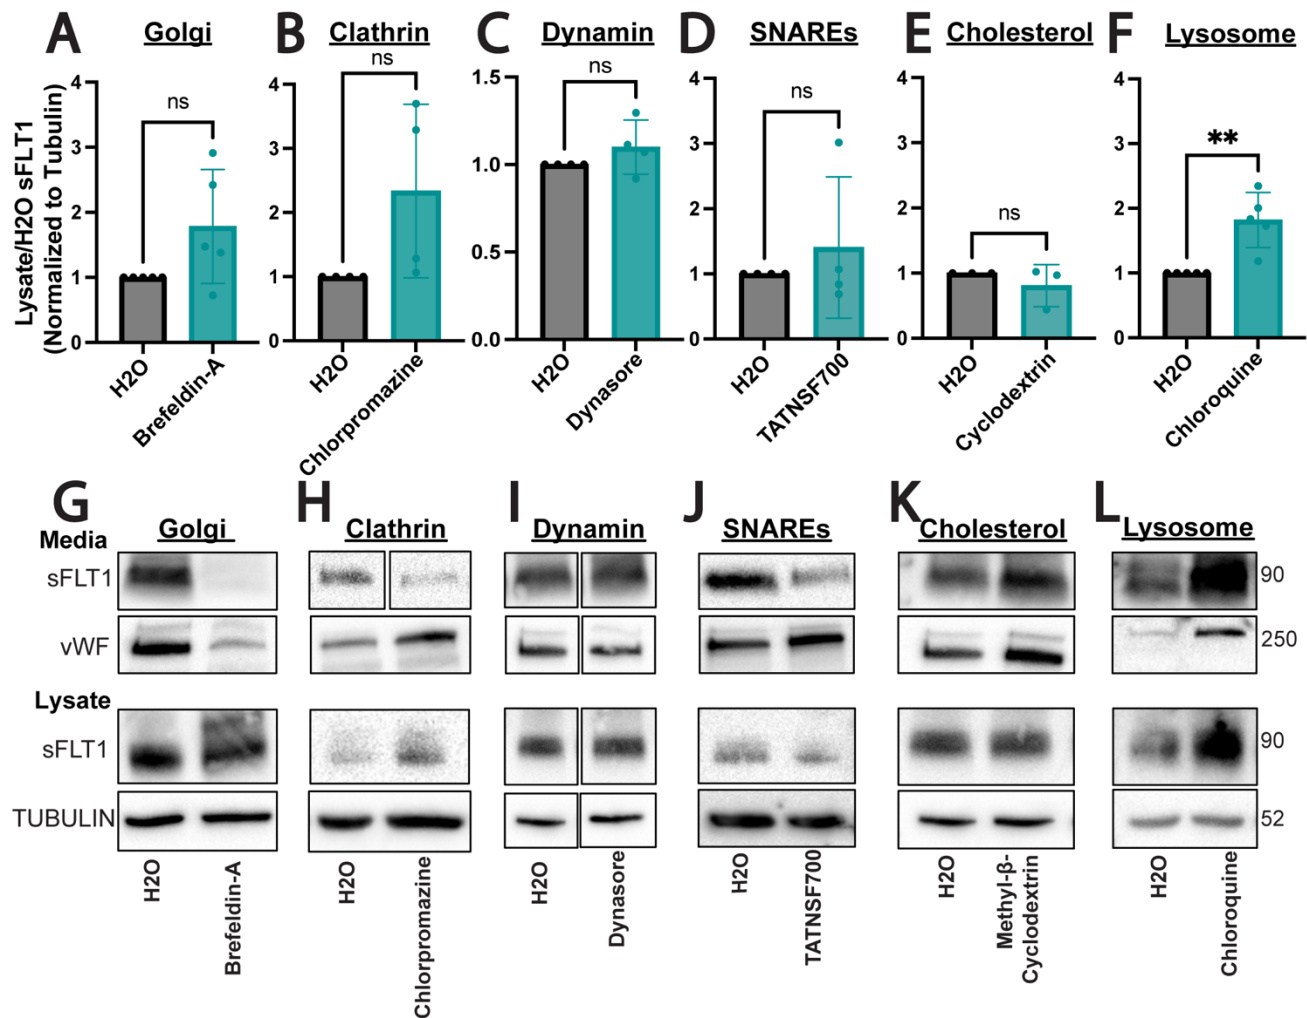 A Golgi
B Clathrin
C Dynamin
D SNAREs
E Cholesterol
F Lysosome
Lysate/H2O sFLT1
(Normalized to Tubulin)
4
3
2
1
0
ns
H2O
Brefeldin-A
4
3
2
1
0
ns
H2O
Chlorpromazine
1.5
1.0
0.5
0.0
ns
H2O
Dynasore
4
3
2
1
0
ns
H2O
TATNSF700
4
3
2
1
0
ns
H2O
Cyclodextrin
4
3
2
1
0
**
H2O
Chloroquine
G Golgi
H Clathrin
I Dynamin
J SNAREs
K Cholesterol
L Lysosome
Media
sFLT1 90
vWF 250
Lysate
sFLT1 90
TUBULIN 52
H2O
Brefeldin-A
H2O
Chlorpromazine
H2O
Dynasore
H2O
TATNSF700
H2O
Methyl-β-
Cyclodextrin
H2O
Chloroquine